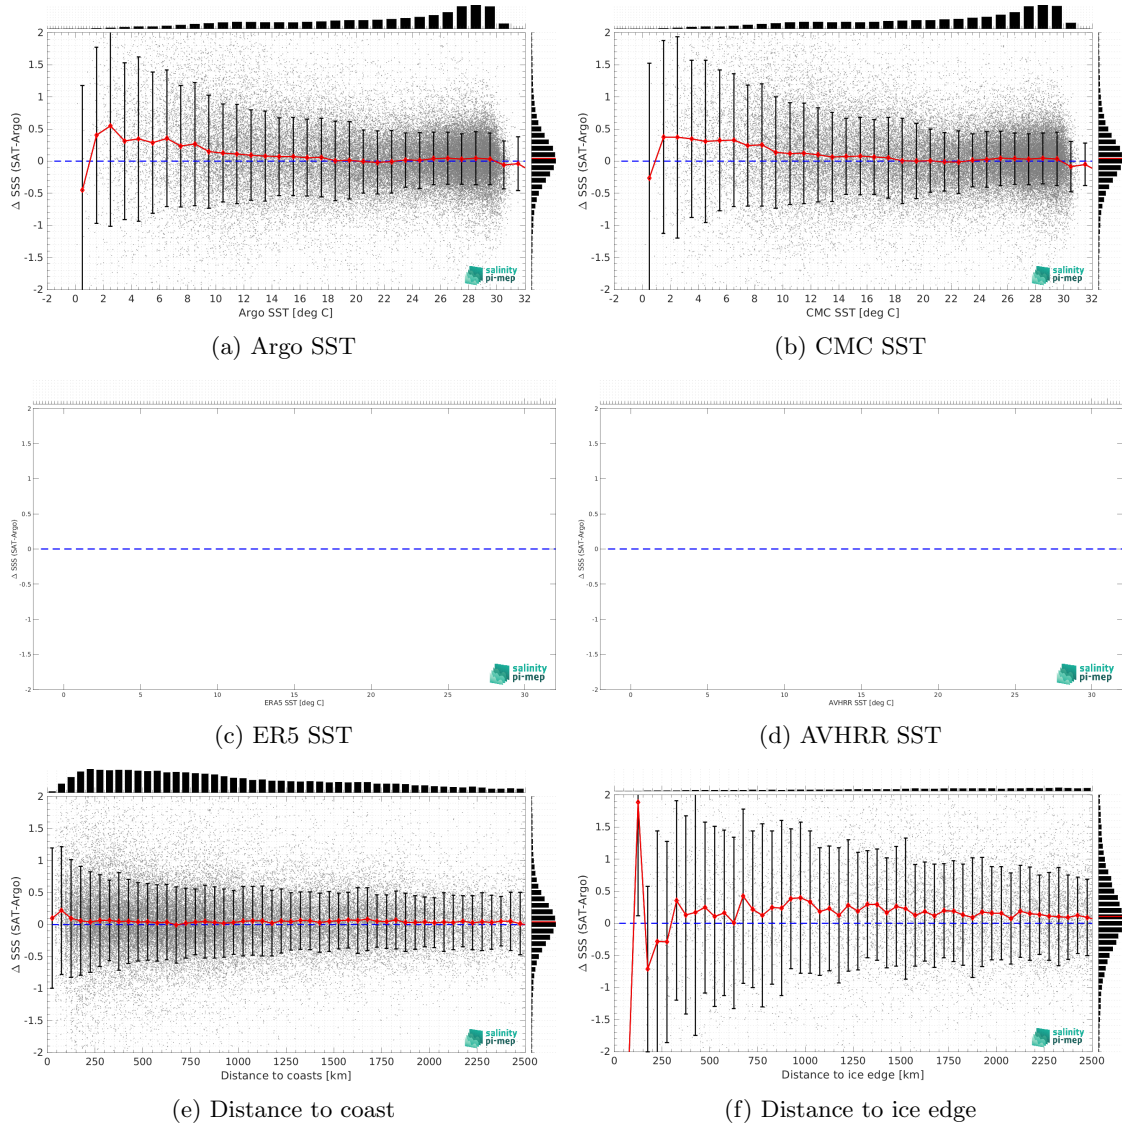 2
1.5
1
0.5
0
-0.5
-1
-1.5
-2
Δ SSS (SAT-Argo)
-2 0 2 4 6 8 10 12 14 16 18 20 22 24 26 28 30 32
Argo SST [deg C]
salinity
pi-mep
(a) Argo SST
2
1.5
1
0.5
0
-0.5
-1
-1.5
-2
Δ SSS (SAT-Argo)
-2 0 2 4 6 8 10 12 14 16 18 20 22 24 26 28 30 32
CMC SST [deg C]
salinity
pi-mep
(b) CMC SST
2
1.5
1
0.5
0
-0.5
-1
-1.5
-2
Δ SSS (SAT-Argo)
0 5 10 15 20 25 30
ERA5 SST [deg C]
salinity
pi-mep
(c) ER5 SST
2
1.5
1
0.5
0
-0.5
-1
-1.5
-2
Δ SSS (SAT-Argo)
0 5 10 15 20 25 30
AVHRR SST [deg C]
salinity
pi-mep
(d) AVHRR SST
2
1.5
1
0.5
0
-0.5
-1
-1.5
-2
Δ SSS (SAT-Argo)
250 500 750 1000 1250 1500 1750 2000 2250 2500
Distance to coasts [km]
salinity
pi-mep
(e) Distance to coast
2
1.5
1
0.5
0
-0.5
-1
-1.5
-2
Δ SSS (SAT-Argo)
0 250 500 750 1000 1250 1500 1750 2000 2250 2500
Distance to ice edge [km]
salinity
pi-mep
(f) Distance to ice edge